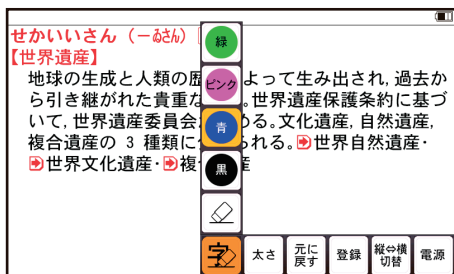 せかいいさん（―ゐさん）
【世界遺産】
地球の生成と人類の歴 よって生み出され,過去か
ら引き継がれた貴重な 。世界遺産保護条約に基づ
いて,世界遺産委員会 める。文化遺産,自然遺産,
複合遺産の 3 種類に られる。世界自然遺産・
世界文化遺産・複 産
緑
ピンク
青
黒
字
太さ
元に
戻す
登録
縦⇔横
切替
電源